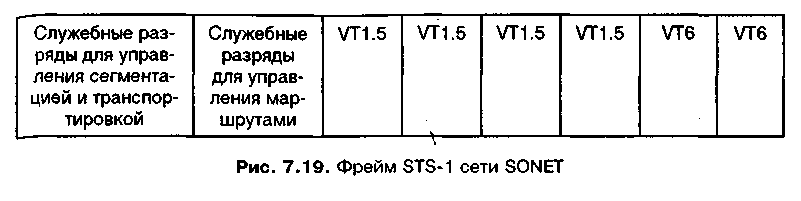 Служебные раз-
ряды для управ-
ления сегмента-
цией и транспор-
тировкой
Служебные
разряды
для управ-
ления мар-
шрутами
VT1.5
VT1.5
VT1.5
VT1.5
VT6
VT6
Рис. 7.19. Фрейм STS-1 сети SONET